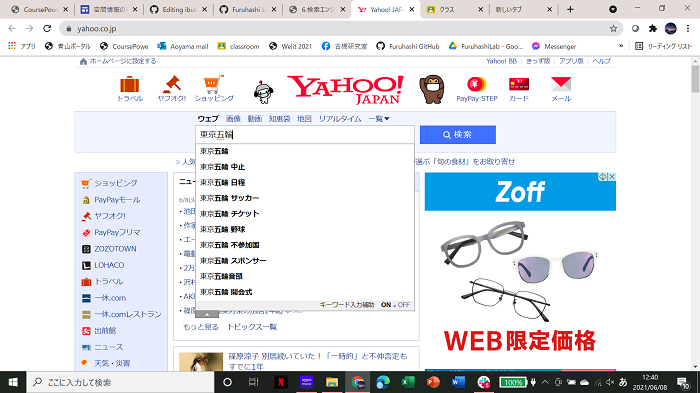 CoursePowe
空間情報の
Editing ibui
Furuhashi L
6.検索エンジ
Yahoo! JAP
クラス
新しいタブ
yahoo.co.jp
アプリ
青山ポータル
CoursePowe
Aoyama mail
classroom
Welit 2021
古橋研究室
Furuhashi GitHub
FuruhashiLab - Goo...
Messenger
»
リーディング リスト
ホームページに設定する
Yahoo! BB
きっず版
アプリ版
ヘルプ
トラベル
ヤフオク!
ショッピング
YAHOO!
JAPAN
PayPay STEP
カード
メール
ウェブ 画像 動画 知恵袋 地図 リアルタイム 一覧▼
東京五輪
検索
東京五輪
東京五輪 中止
東京五輪 日程
東京五輪 サッカー
東京五輪 チケット
東京五輪 野球
東京五輪 不参加国
東京五輪 スポンサー
東京五輪音頭
東京五輪 開会式
キーワード入力補助 ON - OFF
» 人気
選ぶ「旬の食材」をお取り寄せ
ショッピング
PayPayモール
ヤフオク!
PayPayフリマ
ZOZOTOWN
LOHACO
トラベル
一休.com
一休.comレストラン
出前館
ニュース
天気・災害
ニュー
6/8(火
・池田
・作家
・エー
・電動
・2万
・沢村
・AKI
・篠原
もっと見る トピックス一覧
篠原涼子 別居続いていた!「一時的」と不仲否定も
すでに1年
Zoff
WEB限定価格
ここに入力して検索
100%
あ
12:40
2021/06/08
10